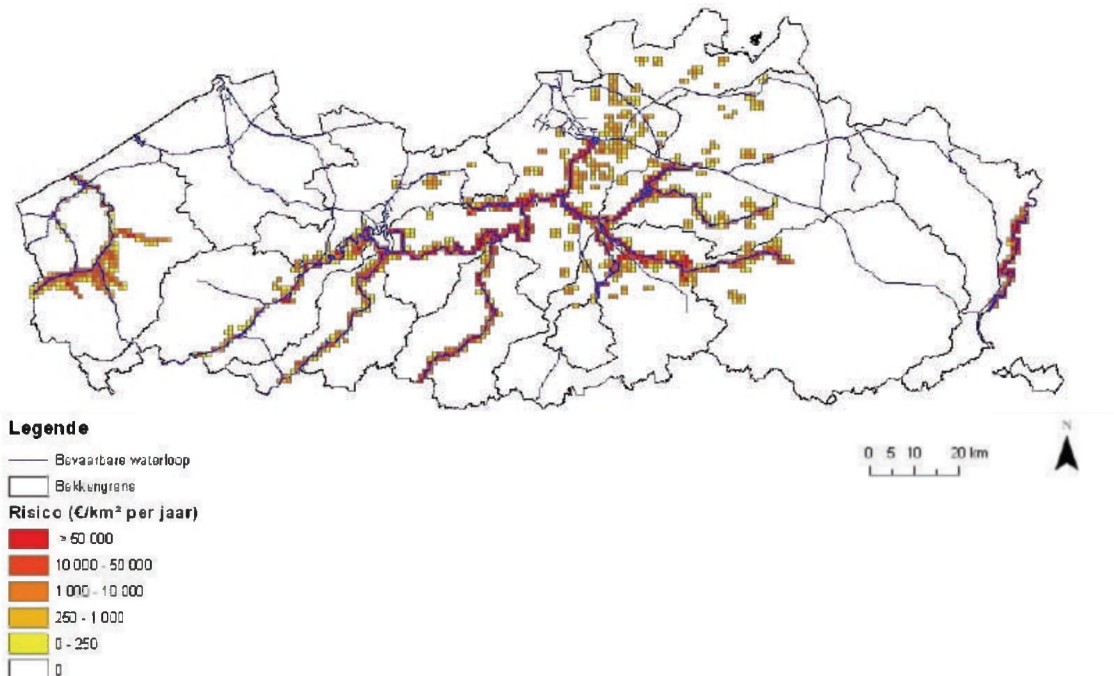 Legende
Bevaarbare waterloop
Bekkengrens
Risico (€/km² per jaar)
> 50 000
10 000 - 50 000
1 000 - 10 000
250 - 1 000
0 - 250
0
0 5 10 20 km
N